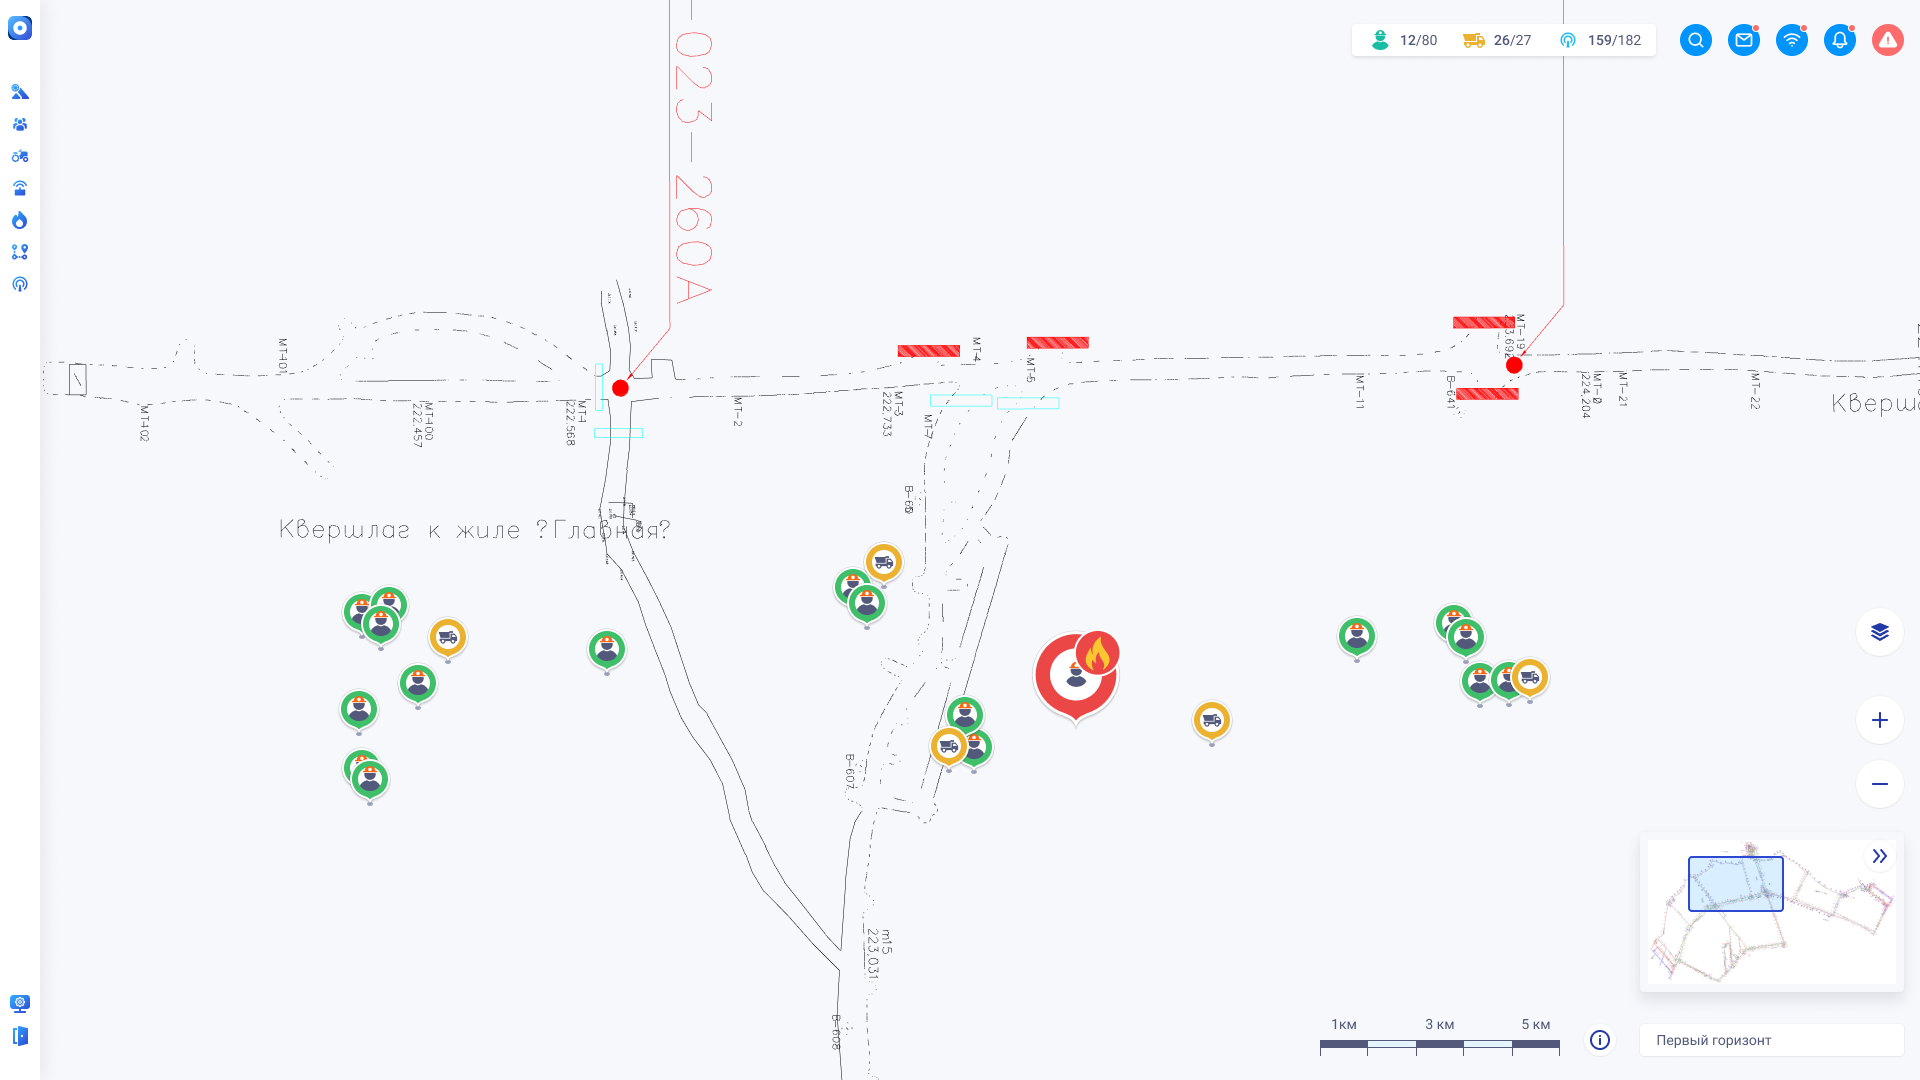 12/80
26/27
159/182
023-260A
МТ-101
МТ-4
МТ-5
МТ-19
МТ-102
МТ-100
222,457
МТ-1
222,568
МТ-2
МТ-3
222,733
МТ-7
МТ-11
В-641
224,204
МТ-21
МТ-22
Квершлаг к жиле ?Главная?
В-607
m15
223,031
В-608
1км
3 км
5 км
Первый горизонт